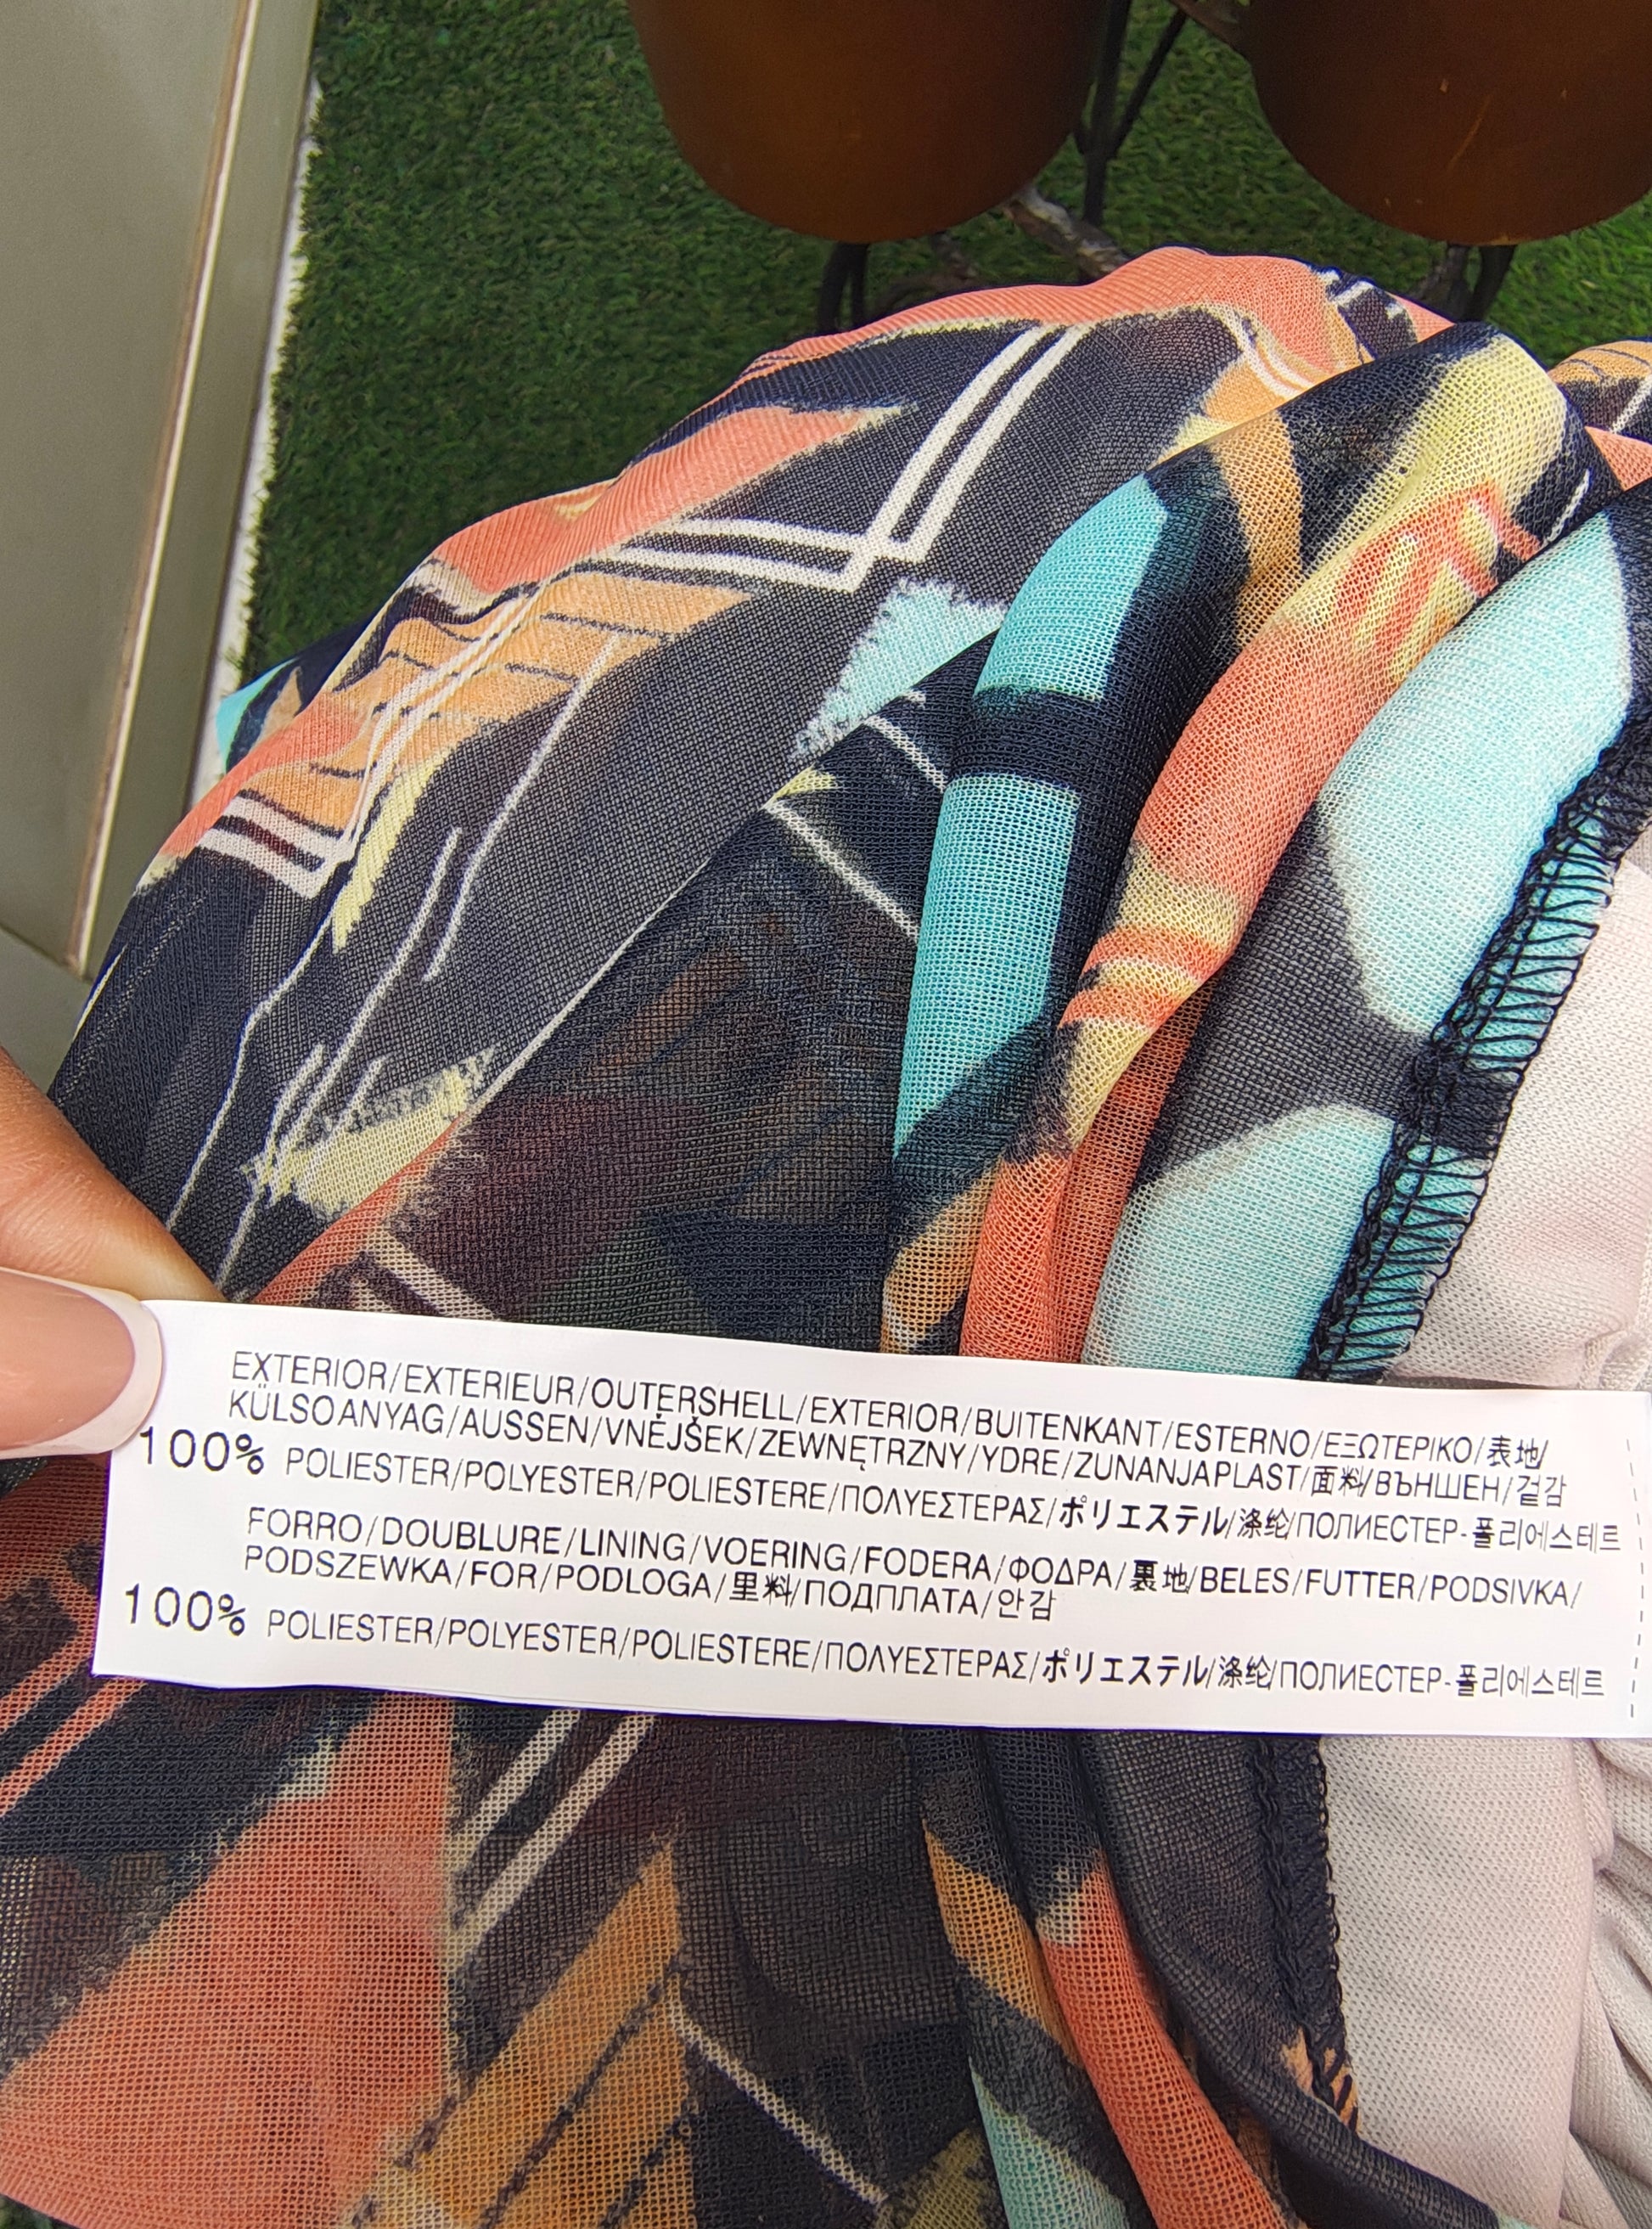 EXTERIOR/EXTERIEUR/OUTERSHELL/EXTERIOR/BUITENKANT/ESTERNO/ΕΞΩΤΕΡΙΚΟ/表地/
KÜLSOANYAG/AUSSEN/VNĚJŠEK/ZEWNĘTRZNY/YDRE/ZUNANJAPLAST/面料/ВЪНШЕН/겉감
100% POLIESTER/POLYESTER/POLIESTERE/ΠΟΛΥΕΣΤΕΡΑΣ/ポリエステル/涤纶/ПОЛИЕСТЕР-폴리에스테르
FORRO/DOUBLURE/LINING/VOERING/FODERA/ΦΟΔΡΑ/裏地/BELES/FUTTER/PODSIVKA/
PODSZEWKA/FOR/PODLOGA/里料/ПОДПЛАТА/안감
100% POLIESTER/POLYESTER/POLIESTERE/ΠΟΛΥΕΣΤΕΡΑΣ/ポリエステル/涤纶/ПОЛИЕСТЕР-폴리에스테르